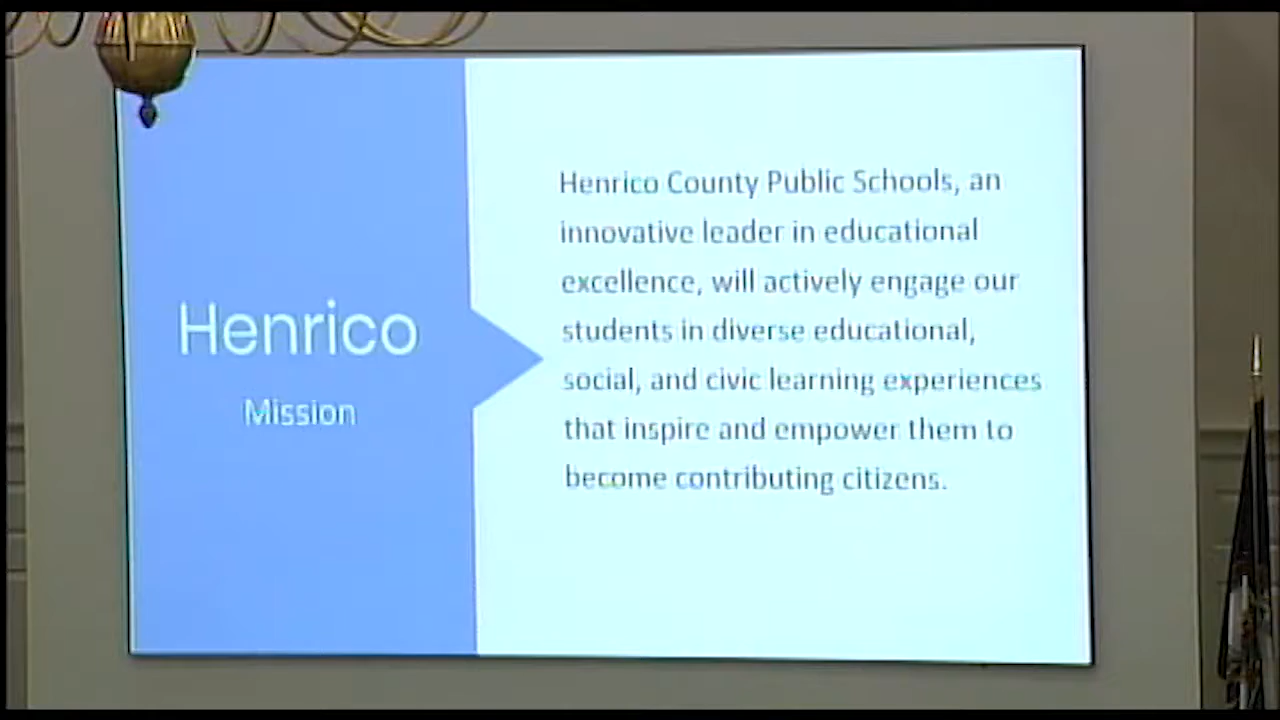 Henrico
Mission
Henrico County Public Schools, an
innovative leader in educational
excellence, will actively engage our
students in diverse educational,
social, and civic learning experiences
that inspire and empower them to
become contributing citizens.